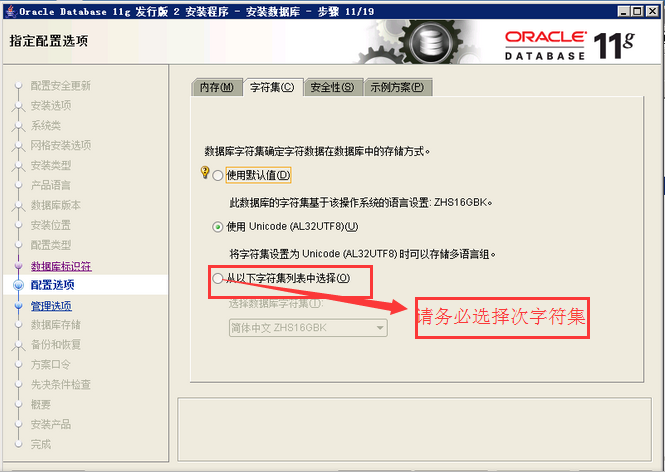 Oracle Database 11g 发行版 2 安装程序 - 安装数据库 - 步骤 11/19
指定配置选项
ORACLE
DATABASE 11g
内存(M) 字符集(C) 安全性(S) 示例方案(P)
配置安全更新
安装选项
系统类
网格安装选项
安装类型
产品语言
数据库版本
安装位置
配置类型
数据库标识符
配置选项
管理选项
数据库存储
备份和恢复
方案口令
先决条件检查
概要
安装产品
完成
数据库字符集确定字符数据在数据库中的存储方式。
使用默认值(D)
此数据库的字符集基于该操作系统的语言设置: ZHS16GBK。
使用 Unicode (AL32UTF8)(U)
将字符集设置为 Unicode (AL32UTF8) 时可以存储多语言组。
从以下字符集列表中选择(O)
选择数据库字符集(T):
简体中文 ZHS16GBK
请务必选择次字符集